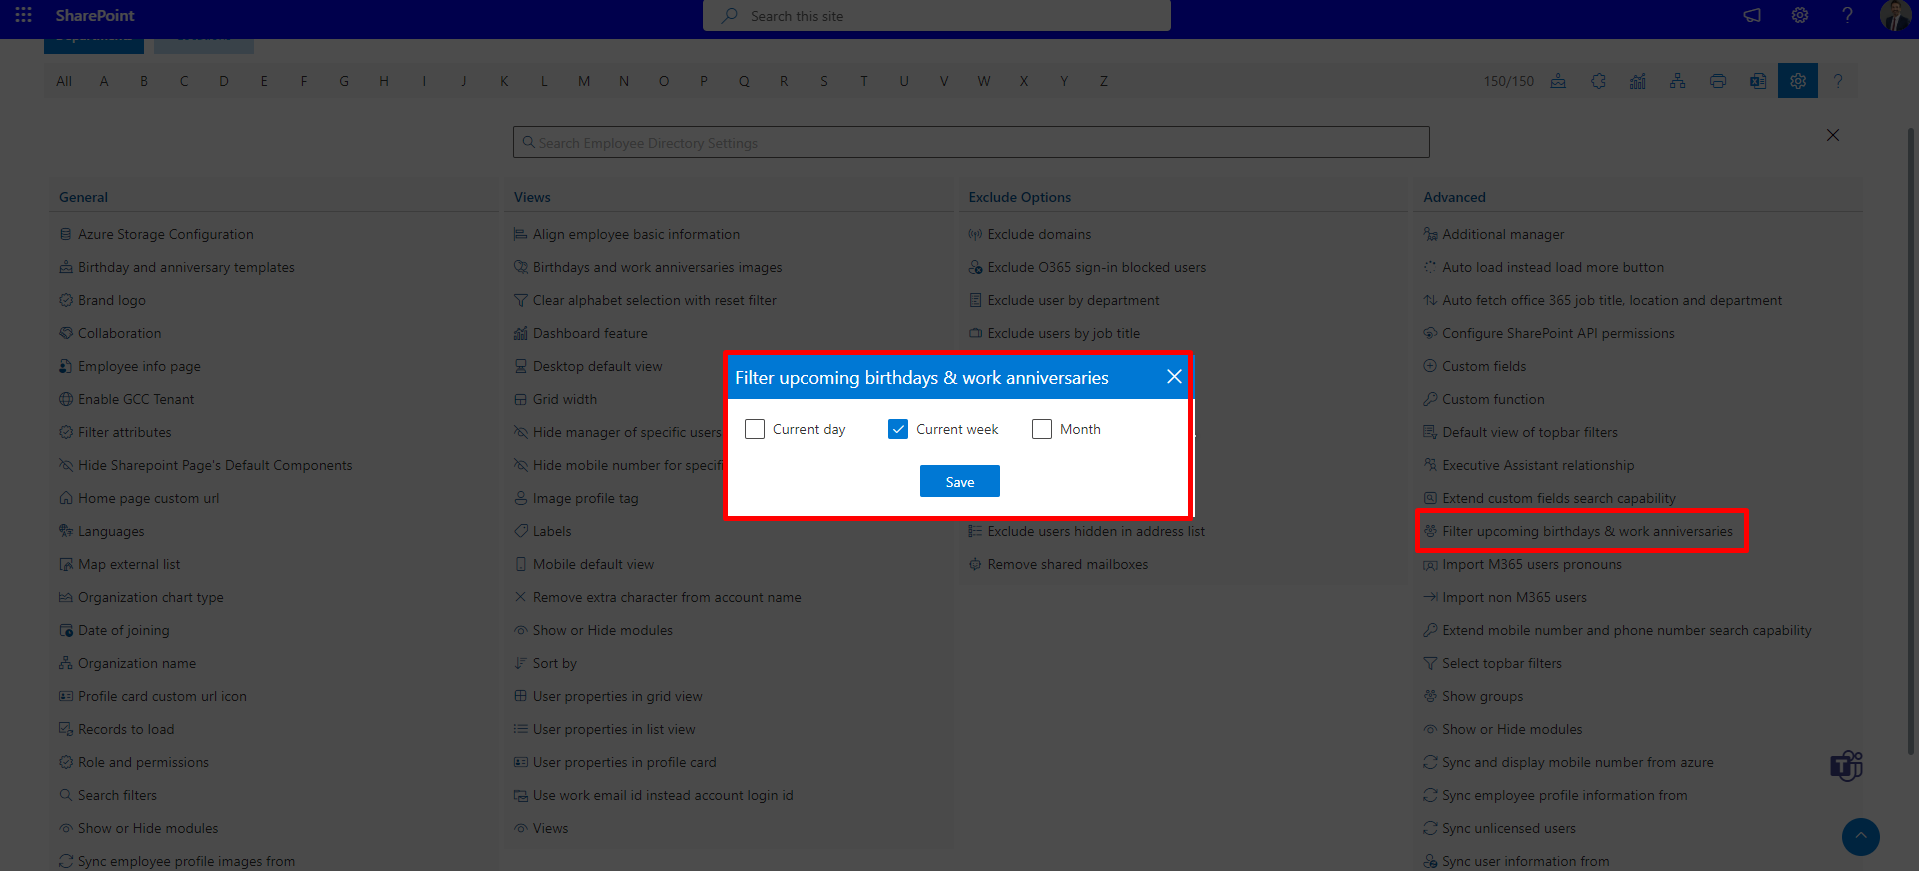 SharePoint
Search this site
Departments
All A B C D E F G H I J K L M N O P Q R S T U V W X Y Z
150/150
Search Employee Directory Settings
General
Azure Storage Configuration
Birthday and anniversary templates
Brand logo
Collaboration
Employee info page
Enable GCC Tenant
Filter attributes
Hide Sharepoint Page's Default Components
Home page custom url
Languages
Map external list
Organization chart type
Date of joining
Organization name
Profile card custom url icon
Records to load
Role and permissions
Search filters
Show or Hide modules
Sync employee profile images from
Views
Align employee basic information
Birthdays and work anniversaries images
Clear alphabet selection with reset filter
Dashboard feature
Desktop default view
Grid width
Hide manager of specific users
Hide mobile number for specifi
Image profile tag
Labels
Mobile default view
Remove extra character from account name
Show or Hide modules
Sort by
User properties in grid view
User properties in list view
User properties in profile card
Use work email id instead account login id
Views
Exclude Options
Exclude domains
Exclude O365 sign-in blocked users
Exclude user by department
Exclude users by job title
Exclude users hidden in address list
Remove shared mailboxes
Filter upcoming birthdays & work anniversaries
Current day
Current week
Month
Save
Advanced
Additional manager
Auto load instead load more button
Auto fetch office 365 job title, location and department
Configure SharePoint API permissions
Custom fields
Custom function
Default view of topbar filters
Executive Assistant relationship
Extend custom fields search capability
Filter upcoming birthdays & work anniversaries
Import M365 users pronouns
Import non M365 users
Extend mobile number and phone number search capability
Select topbar filters
Show groups
Show or Hide modules
Sync and display mobile number from azure
Sync employee profile information from
Sync unlicensed users
Sync user information from